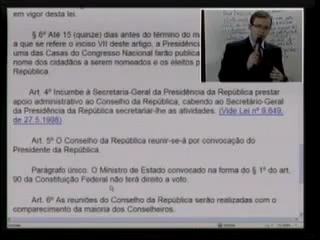 em vigor desta lei.
§ 6º Até 15 (quinze) dias antes do término do ma
a que se refere o inciso VII deste artigo, a Presidênc
uma das Casas do Congresso Nacional farão publica
nome dos cidadãos a serem nomeados e os eleitos p
República.
Art. 4º Incumbe à Secretaria-Geral da Presidência da República prestar
apoio administrativo ao Conselho da República, cabendo ao Secretário-Geral
da Presidência da República secretariar-lhe as atividades. (Vide Lei nº 9.649,
de 27.5.1998)
Art. 5º O Conselho da República reunir-se-á por convocação do
Presidente da República.
Parágrafo único. O Ministro de Estado convocado na forma do § 1º do art.
90 da Constituição Federal não terá direito a voto.
Art. 6º As reuniões do Conselho da República serão realizadas com o
comparecimento da maioria dos Conselheiros.